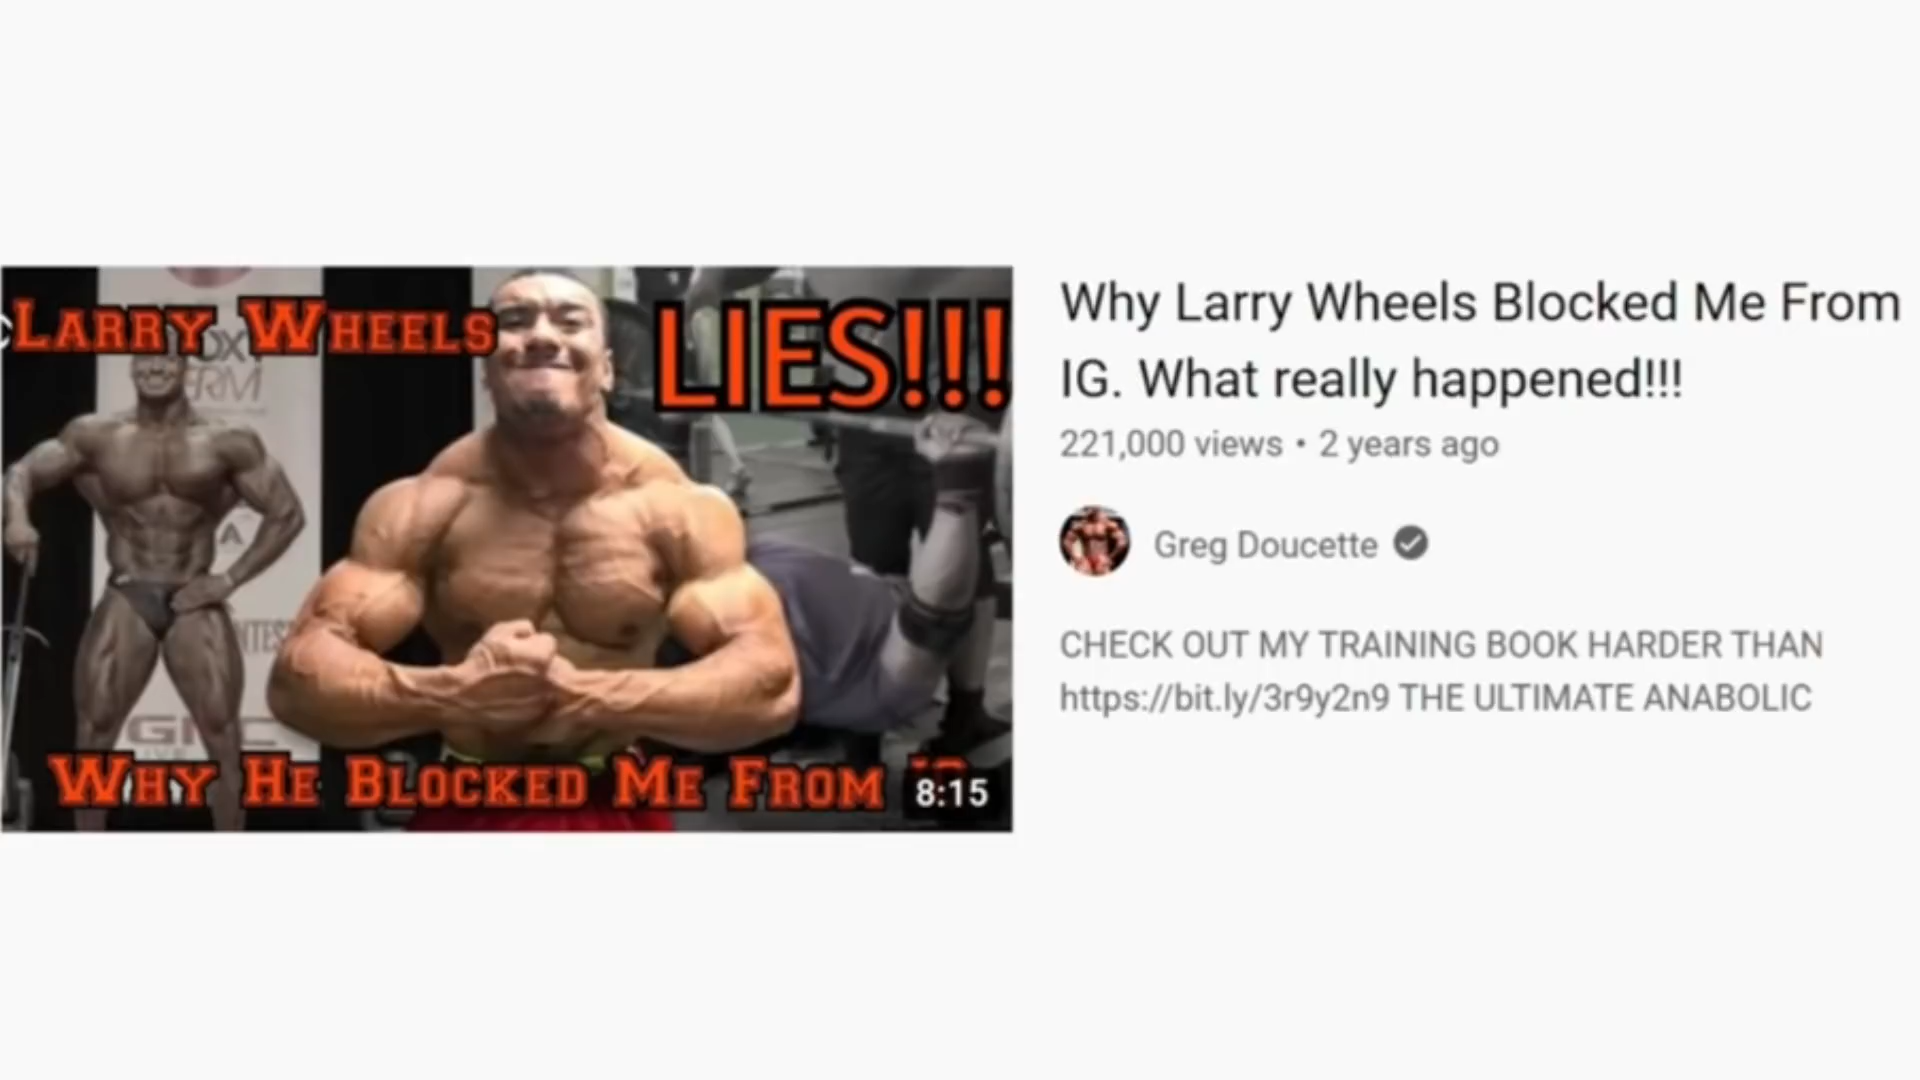 LARRY WHEELS
LIES!!!
WHY HE BLOCKED ME FROM
8:15
GNC
A
Why Larry Wheels Blocked Me From
IG. What really happened!!!
221,000 views • 2 years ago
Greg Doucette
CHECK OUT MY TRAINING BOOK HARDER THAN
https://bit.ly/3r9y2n9 THE ULTIMATE ANABOLIC